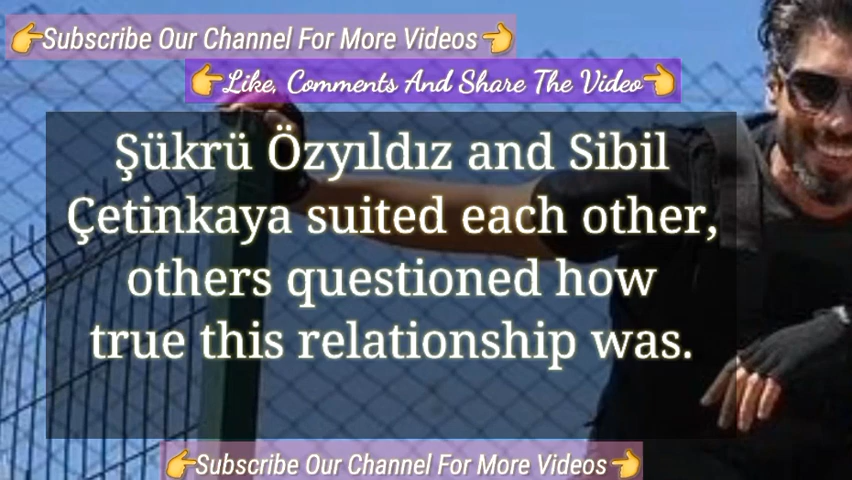 👉Subscribe Our Channel For More Videos👈
👉Like, Comments And Share The Video👈
Şükrü Özyıldız and Sibil
Çetinkaya suited each other,
others questioned how
true this relationship was.
👉Subscribe Our Channel For More Videos👈